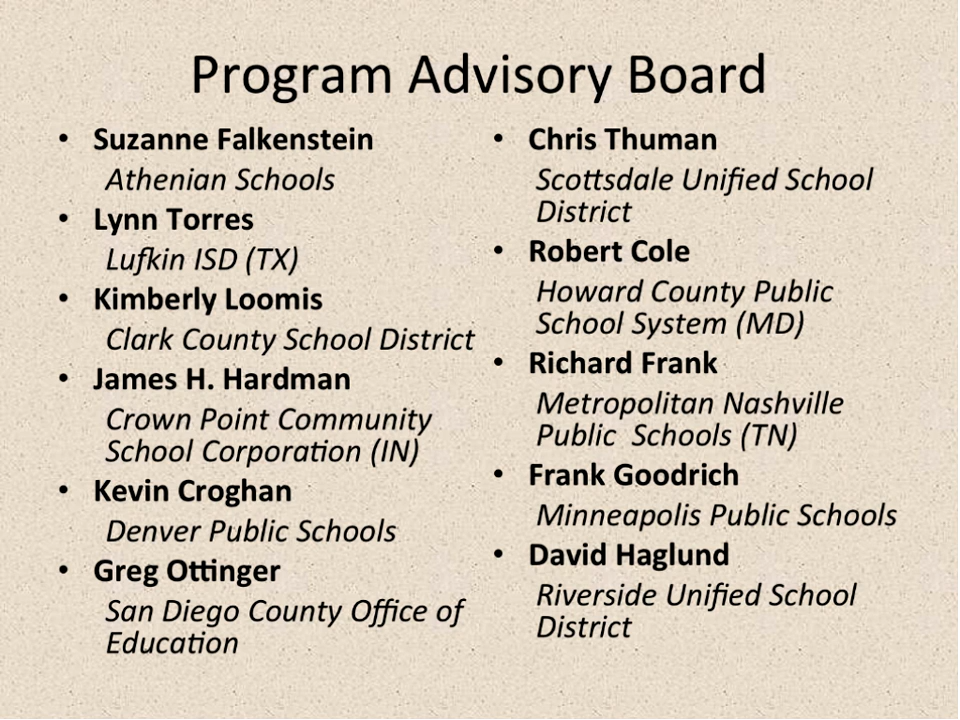 Program Advisory Board
• Suzanne Falkenstein
Athenian Schools
• Lynn Torres
Lufkin ISD (TX)
• Kimberly Loomis
Clark County School District
• James H. Hardman
Crown Point Community
School Corporation (IN)
• Kevin Croghan
Denver Public Schools
• Greg Ottinger
San Diego County Office of
Education
• Chris Thuman
Scottsdale Unified School
District
• Robert Cole
Howard County Public
School System (MD)
• Richard Frank
Metropolitan Nashville
Public Schools (TN)
• Frank Goodrich
Minneapolis Public Schools
• David Haglund
Riverside Unified School
District